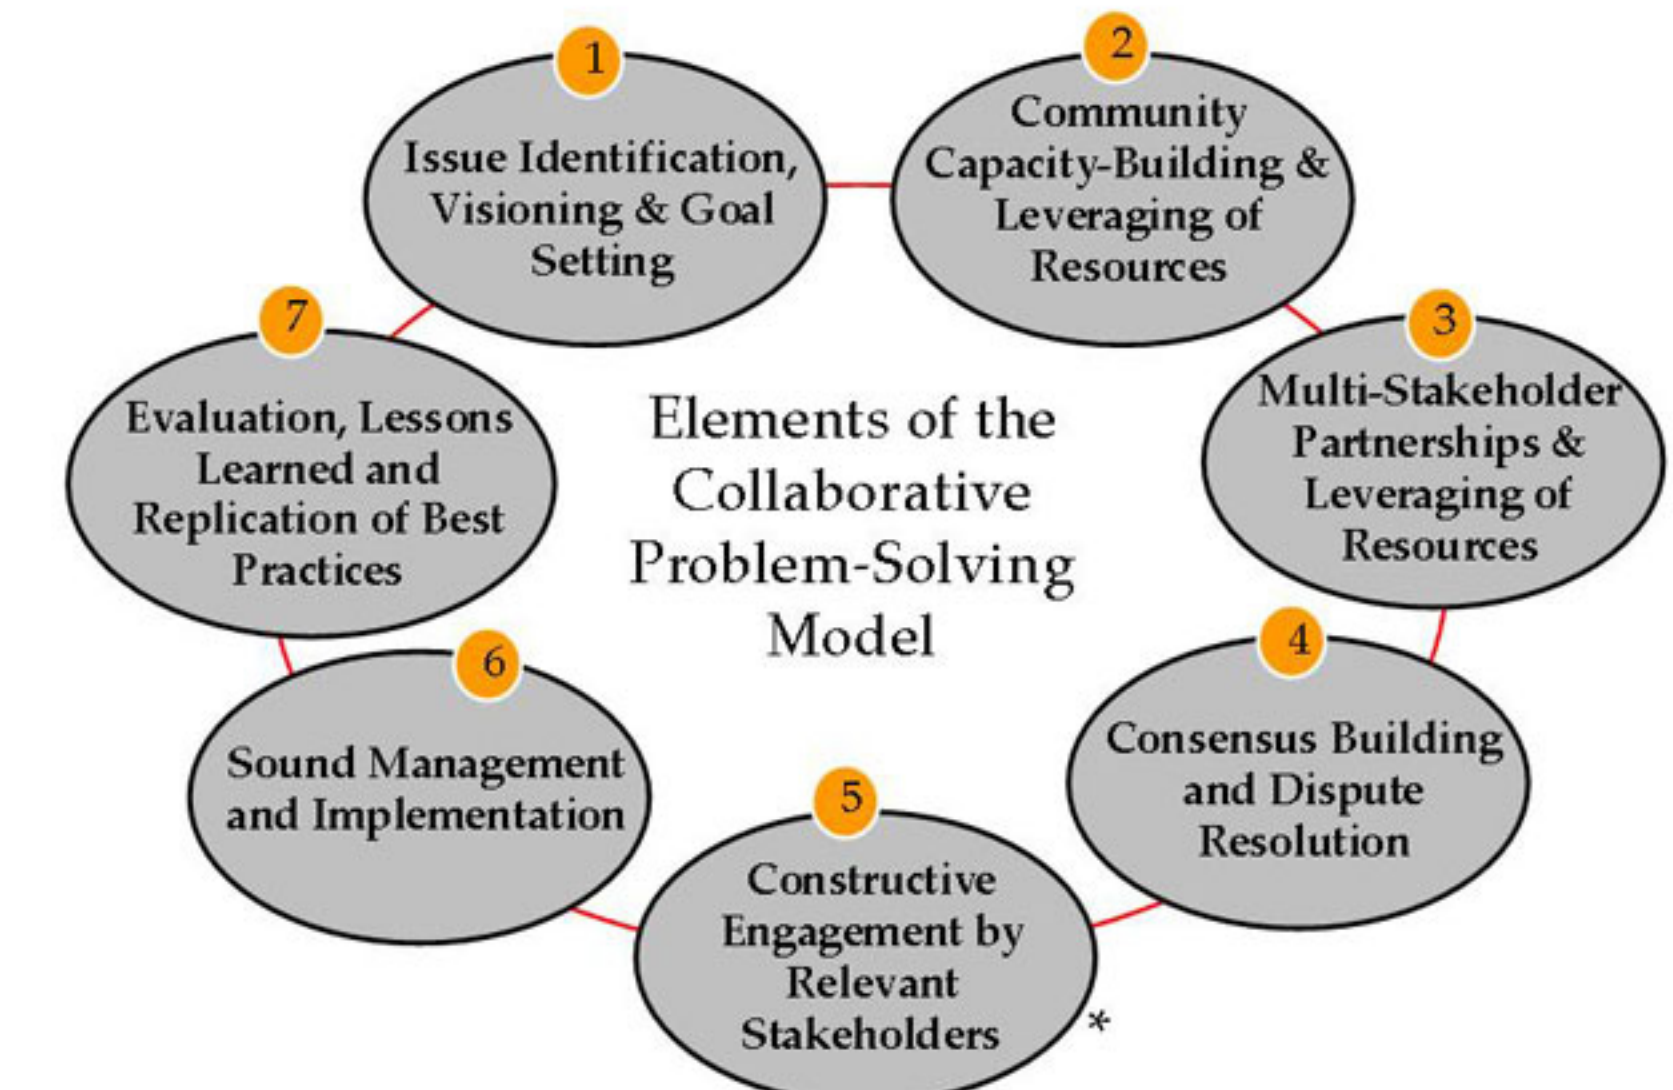 1
Issue Identification,
Visioning & Goal
Setting
2
Community
Capacity-Building &
Leveraging of
Resources
3
Multi-Stakeholder
Partnerships &
Leveraging of
Resources
4
Consensus Building
and Dispute
Resolution
5
Constructive
Engagement by
Relevant
Stakeholders
*
6
Sound Management
and Implementation
7
Evaluation, Lessons
Learned and
Replication of Best
Practices
Elements of the
Collaborative
Problem-Solving
Model